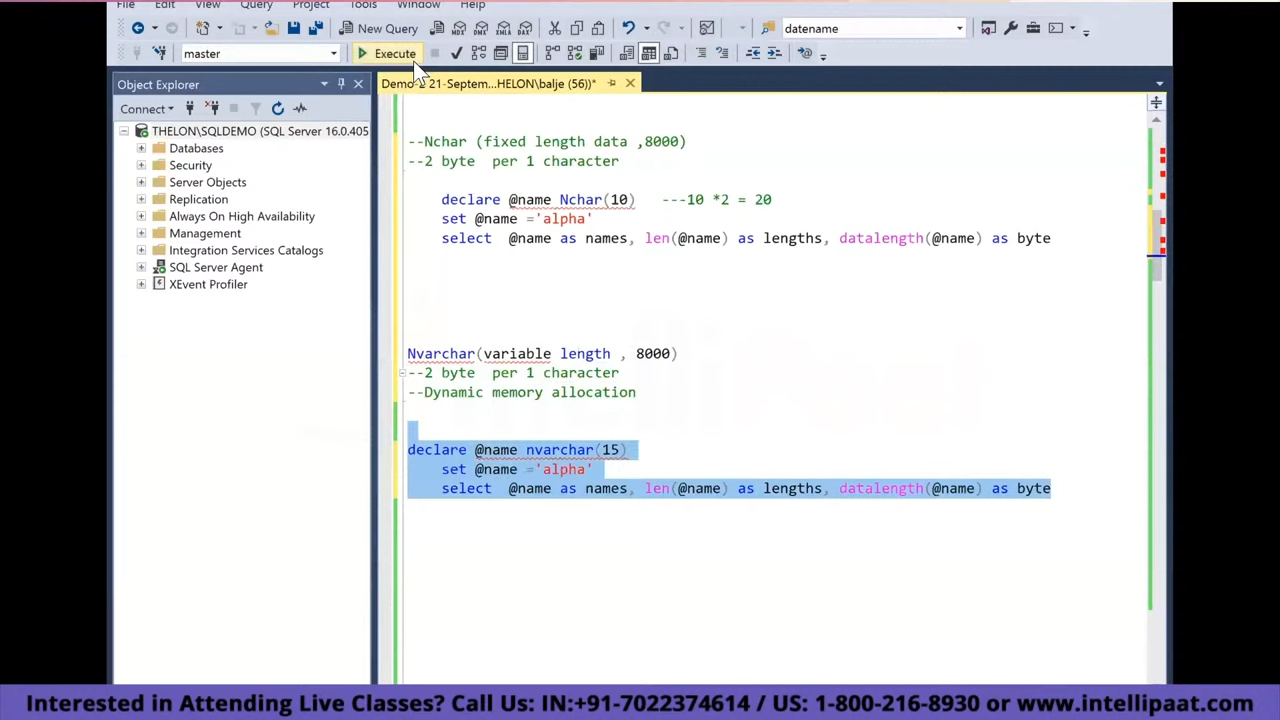 File Edit View Query Project Tools Window Help
New Query MDX DMX XMLA DAX datename
master Execute
Object Explorer
Demo-2 21-Septem...HELON\balje (56))*
Connect
THELON\SQLDEMO (SQL Server 16.0.405
Databases
Security
Server Objects
Replication
Always On High Availability
Management
Integration Services Catalogs
SQL Server Agent
XEvent Profiler
--Nchar (fixed length data ,8000)
--2 byte per 1 character
declare @name Nchar(10) ---10 *2 = 20
set @name ='alpha'
select @name as names, len(@name) as lengths, datalength(@name) as byte
Nvarchar(variable length , 8000)
--2 byte per 1 character
--Dynamic memory allocation
declare @name nvarchar(15)
set @name ='alpha'
select @name as names, len(@name) as lengths, datalength(@name) as byte
Interested in Attending Live Classes? Call Us: IN:+91-7022374614 / US: 1-800-216-8930 or www.intellipaat.com